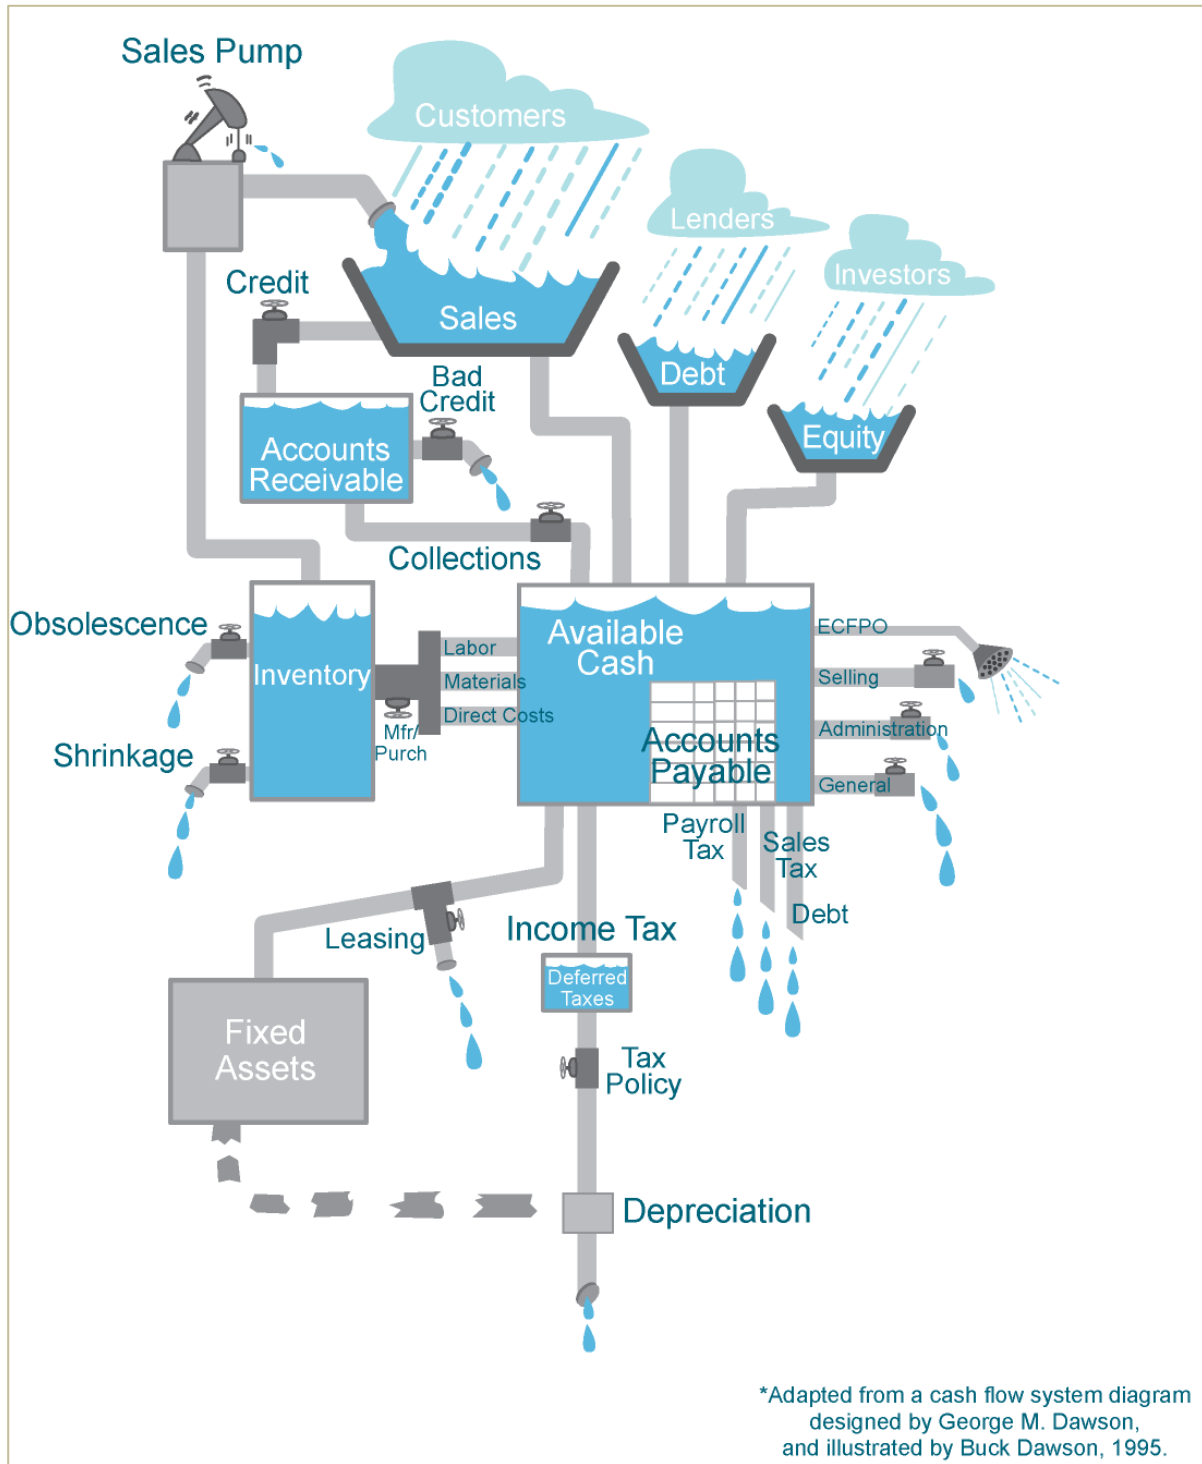 Sales Pump
Customers
Lenders
Investors
Credit
Sales
Bad
Credit
Debt
Accounts
Receivable
Equity
Collections
Obsolescence
Inventory
Shrinkage
Labor
Materials
Direct Costs
Mfr/
Purch
Available
Cash
Accounts
Payable
ECFPO
Selling
Administration
General
Payroll
Tax
Sales
Tax
Debt
Leasing
Income Tax
Deferred
Taxes
Fixed
Assets
Tax
Policy
Depreciation
*Adapted from a cash flow system diagram
designed by George M. Dawson,
and illustrated by Buck Dawson, 1995.